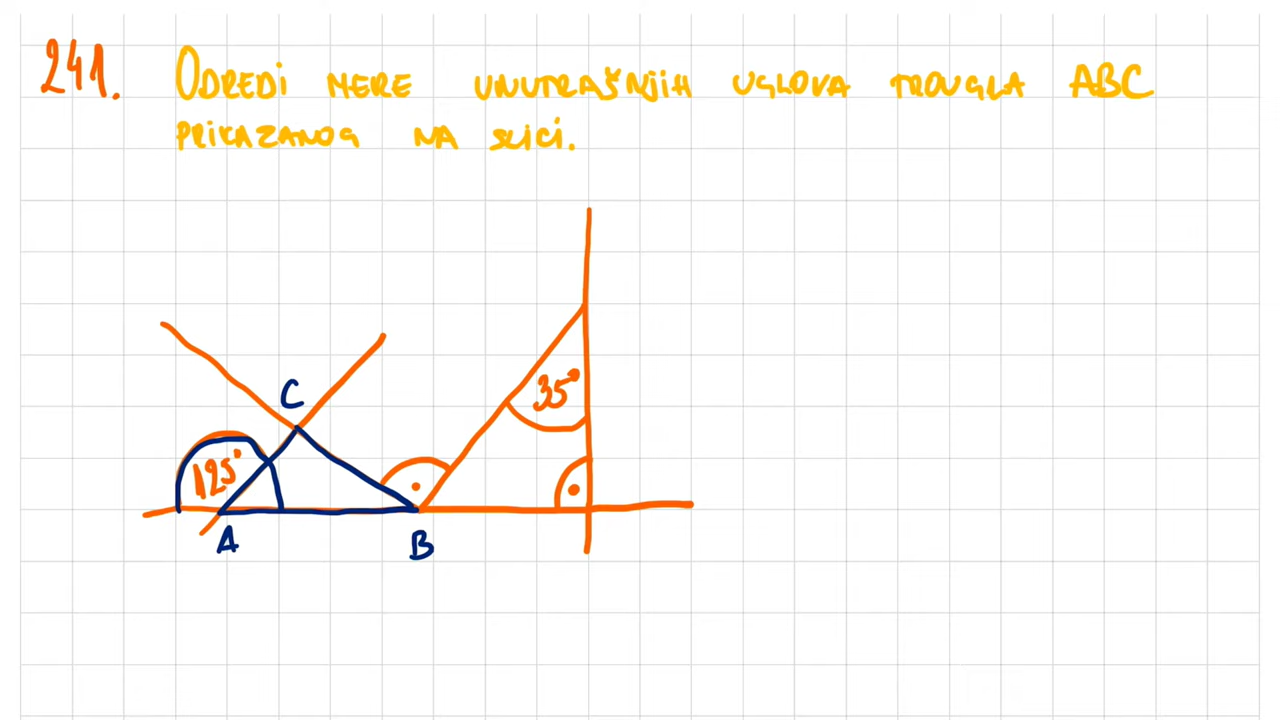 241. ODREDI MERE UNUTRAŠNJIH UGLOVA TROUGLA ABC
PRIKAZANOG NA SLICI.
C
35°
125°
A
B